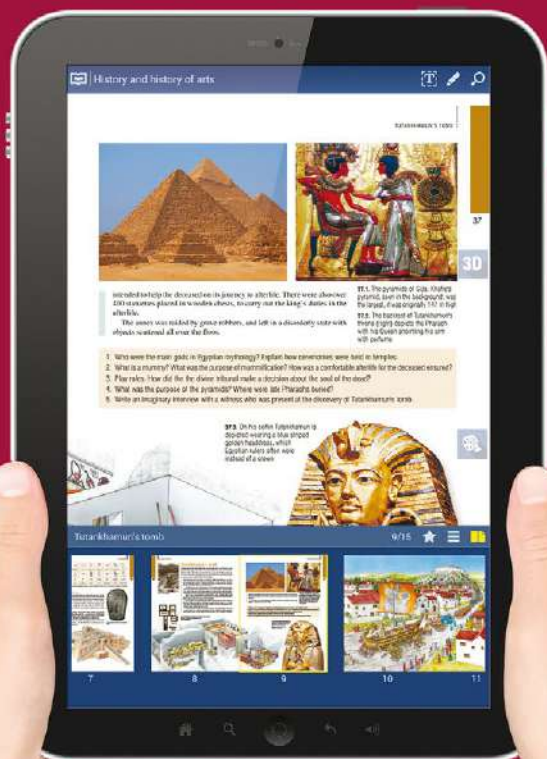 History and history of arts
TUTANKHAMUN'S TOMB
37
3D
intended to help the deceased on its journey to afterlife. There were also over
400 statuettes placed in wooden chests, to carry out the king's duties in the
afterlife.
The annex was raided by grave robbers, and left in a disorderly state with
objects scattered all over the floor.
37.1. The pyramids of Giza. Khafre's
pyramid, seen in the background, was
the largest, it was originally 147 m high
37.2. The backrest of Tutankhamun's
throne (right) depicts the Pharaoh
with his Queen anointing his arm
with perfume
1. Who were the main gods in Egyptian mythology? Explain how ceremonies were held in temples.
2. What is a mummy? What was the purpose of mummification? How was a comfortable afterlife for the deceased ensured?
3. Play roles. How did the the divine tribunal make a decision about the soul of the dead?
4. What was the purpose of the pyramids? Where were late Pharaohs buried?
5. Write an imaginary interview with a witness who was present at the discovery of Tutankhamun's tomb.
37.3. On his coffin Tutankhamun is
depicted wearing a blue striped
golden headdress, which
Egyptian rulers often wore
instead of a crown
Tutankhamun's tomb
9/15
7
8
9
10
11